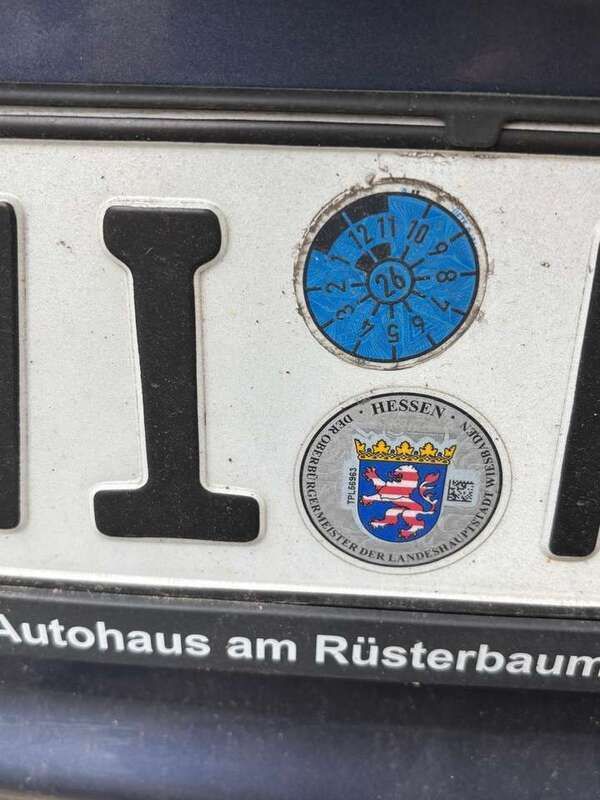 I
12 11 10 9 8 7 6 5 4 3 2 1
26
· HESSEN ·
DER OBERBÜRGERMEISTER DER LANDESHAUPTSTADT WIESBADEN
TPL56963
Autohaus am Rüsterbaum